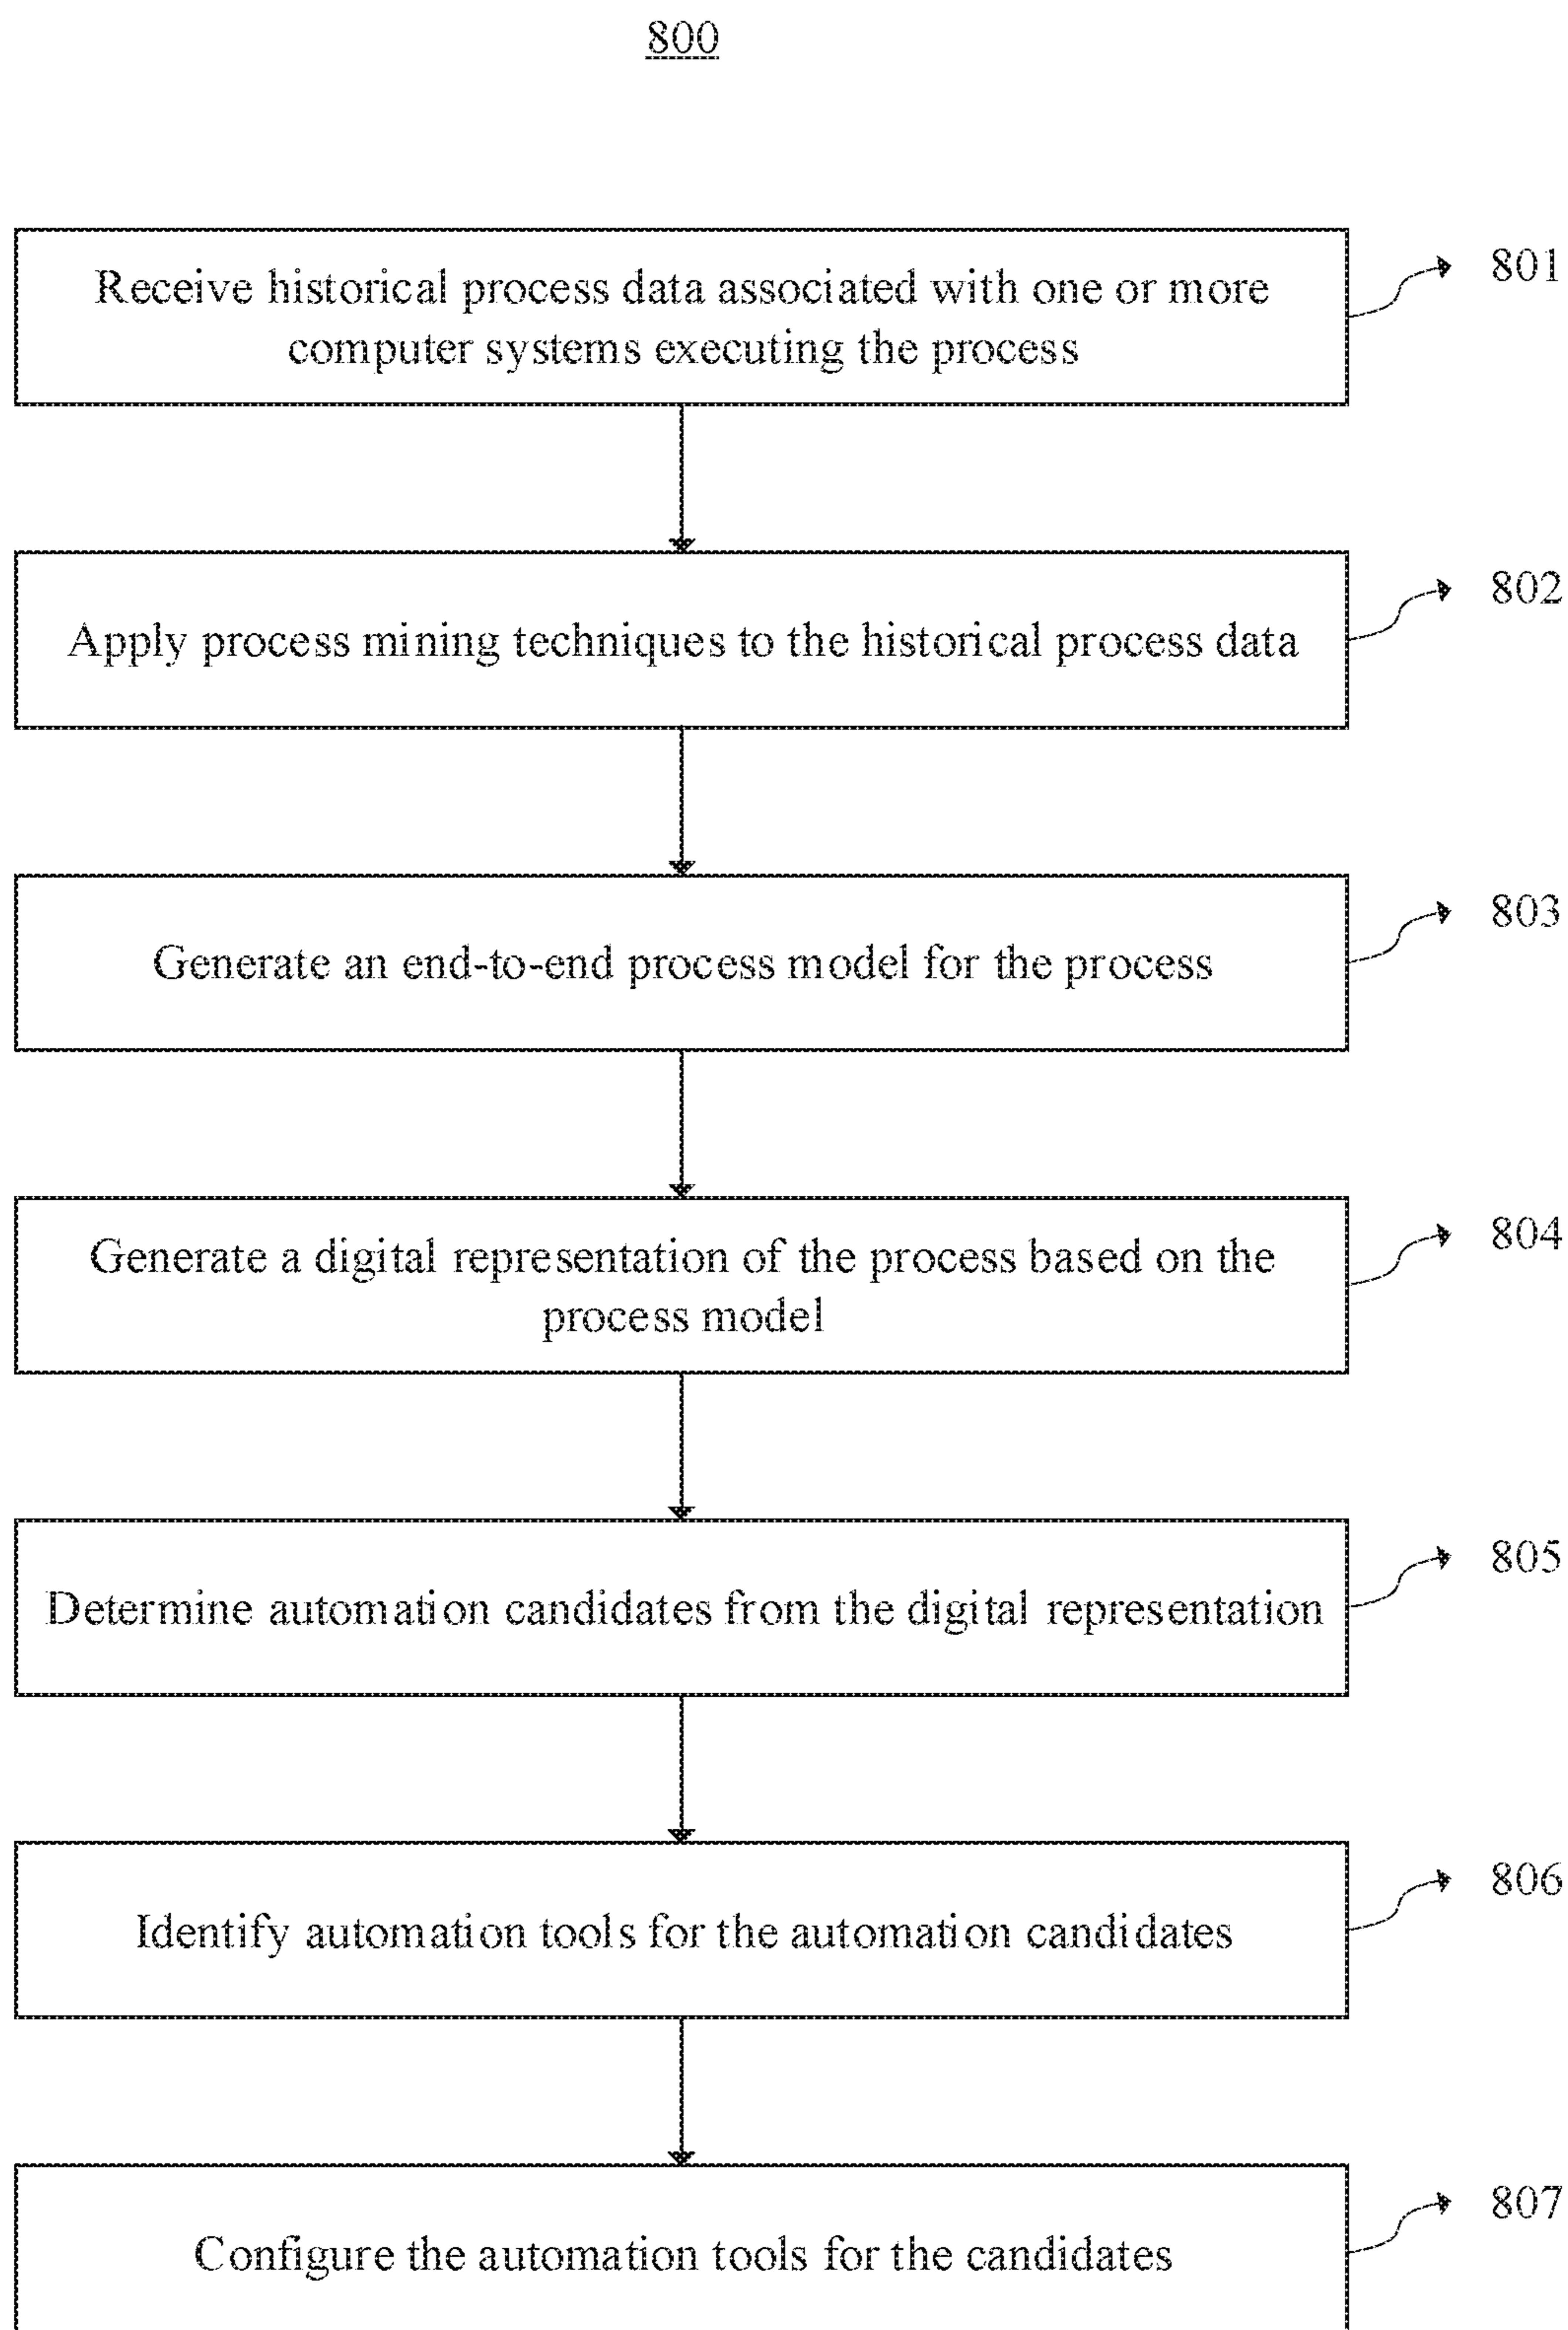 800
Receive historical process data associated with one or more
computer systems executing the process
801
Apply process mining techniques to the historical process data
802
Generate an end-to-end process model for the process
803
Generate a digital representation of the process based on the
process model
804
Determine automation candidates from the digital representation
805
Identify automation tools for the automation candidates
806
Configure the automation tools for the candidates
807